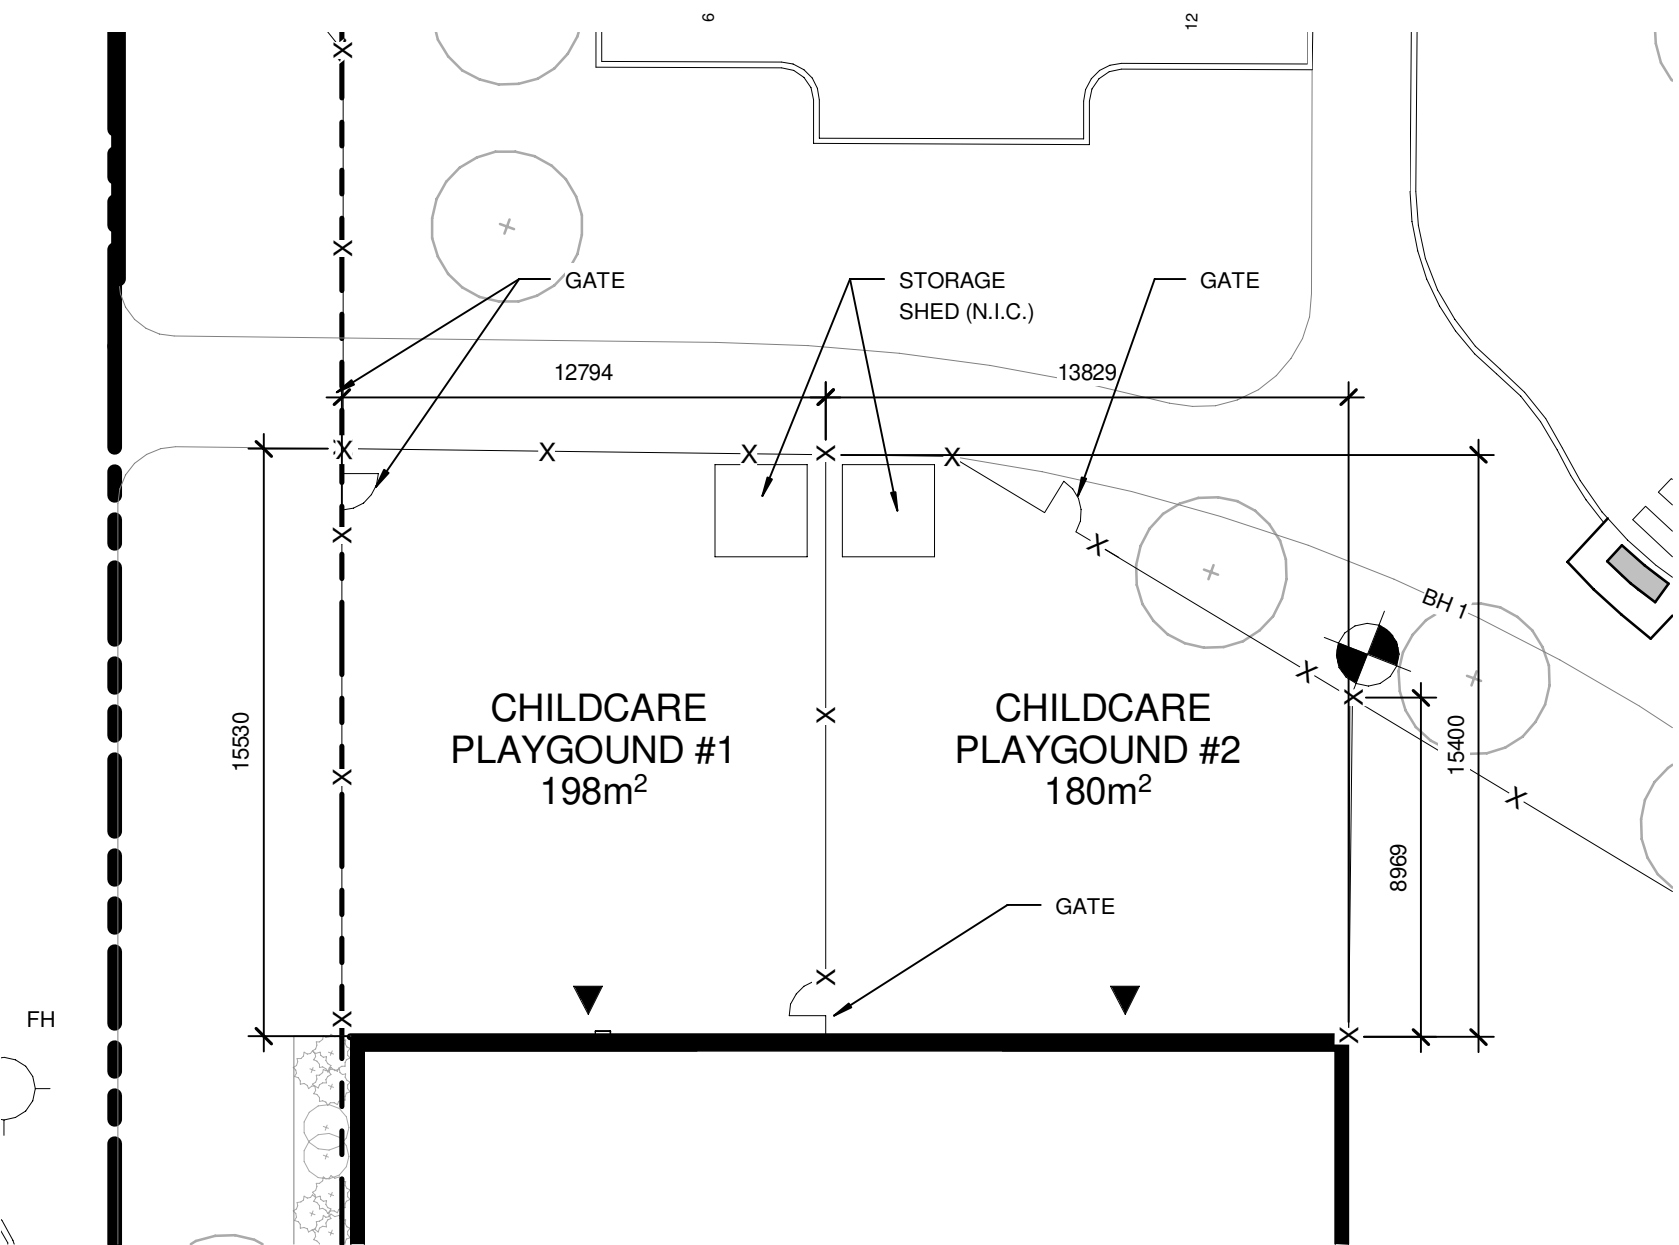 6
12
GATE
STORAGE
SHED (N.I.C.)
GATE
12794
13829
BH 1
15530
CHILDCARE
PLAYGOUND #1
198m²
CHILDCARE
PLAYGOUND #2
180m²
15400
8969
GATE
FH